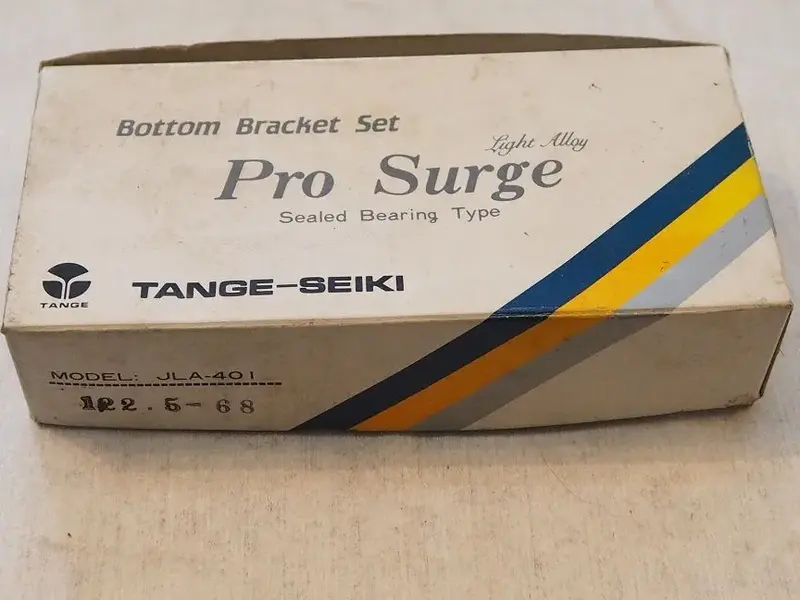 Bottom Bracket Set
Light Alloy
Pro Surge
Sealed Bearing Type
TANGE
TANGE-SEIKI
MODEL: JLA-401
122.5-68